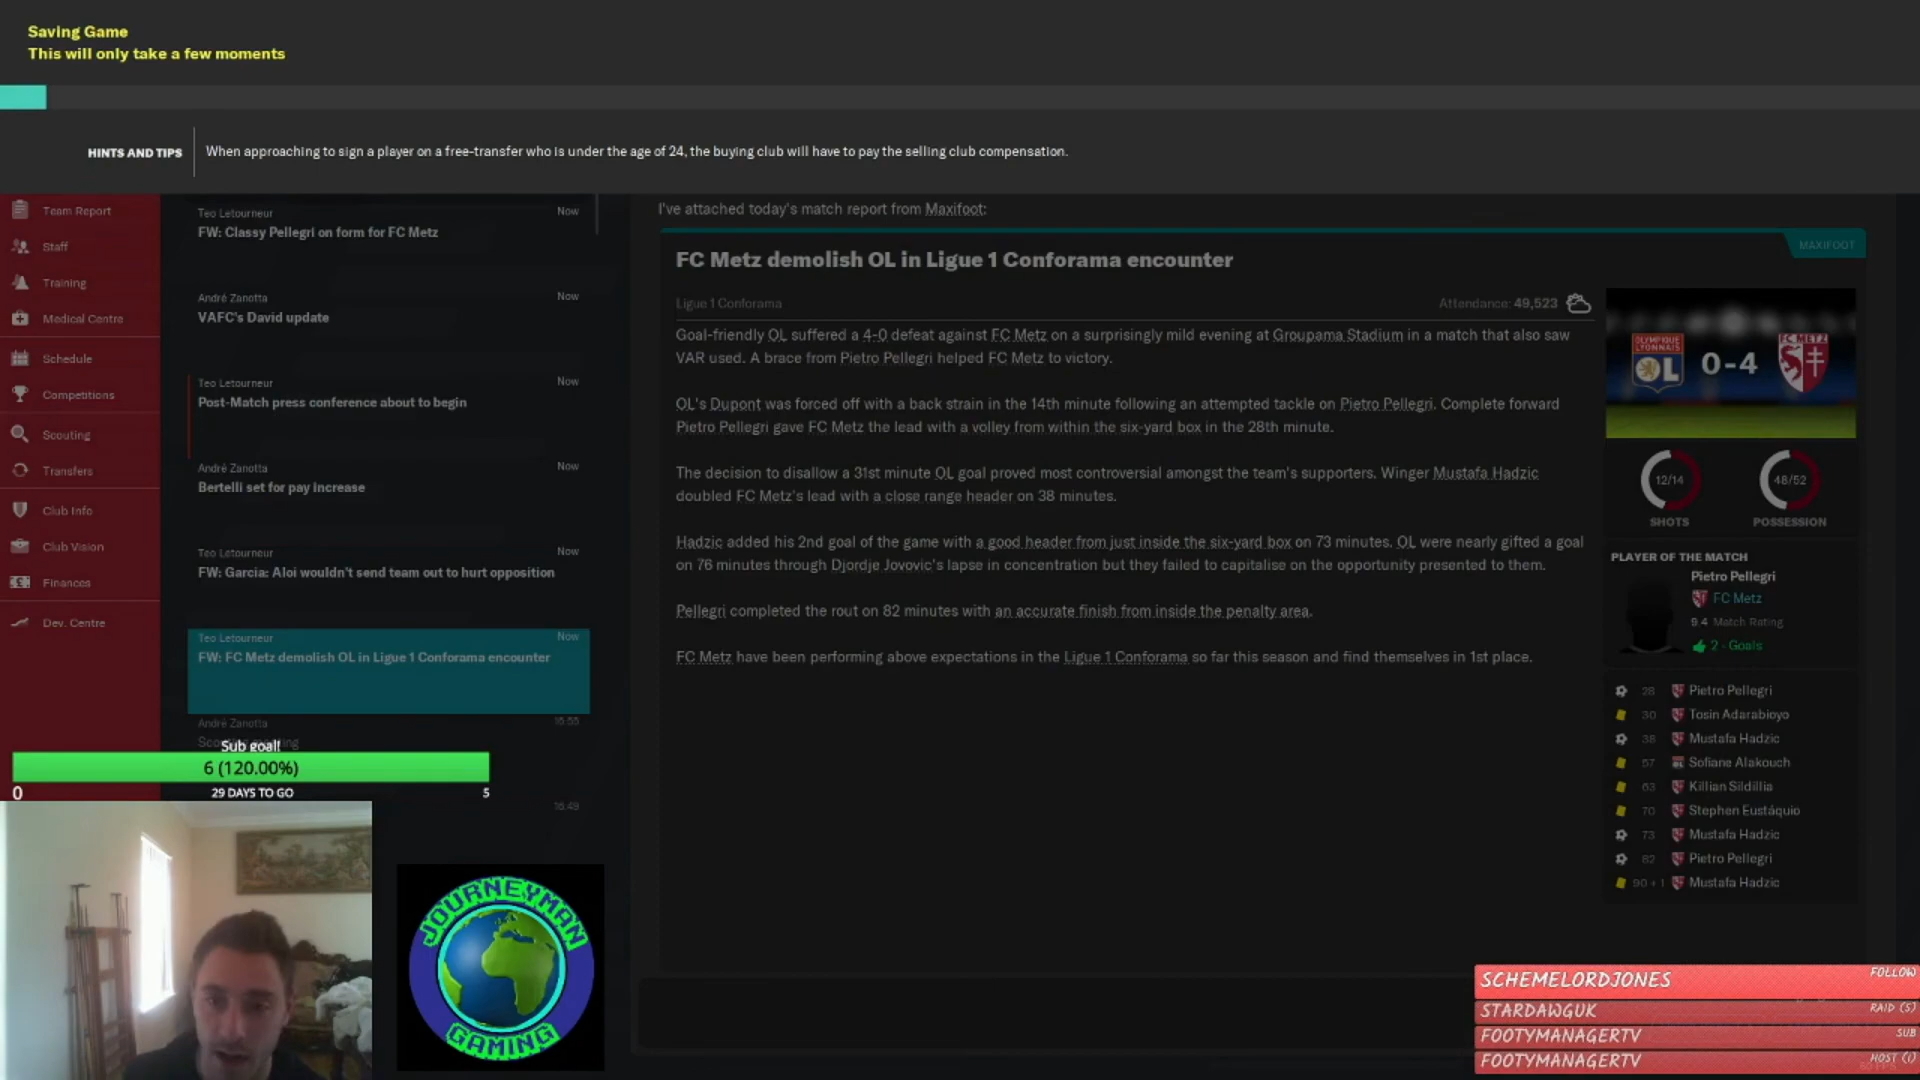 Saving Game
This will only take a few moments
HINTS AND TIPS
When approaching to sign a player on a free-transfer who is under the age of 24, the buying club will have to pay the selling club compensation.
Team Report
Staff
Training
Medical Centre
Schedule
Competitions
Scouting
Transfers
Club Info
Club Vision
Finances
Dev. Centre
Teo Letourneur
Now
FW: Classy Pellegri on form for FC Metz
André Zanotta
Now
VAFC's David update
Teo Letourneur
Now
Post-Match press conference about to begin
André Zanotta
Now
Bertelli set for pay increase
Teo Letourneur
Now
FW: Garcia: Aloi wouldn't send team out to hurt opposition
Teo Letourneur
Now
FW: FC Metz demolish OL in Ligue 1 Conforama encounter
André Zanotta
16:55
Scouting meeting
16:49
Sub goal!
6 (120.00%)
0
29 DAYS TO GO
5
JOURNEYMAN
GAMING
I've attached today's match report from Maxifoot:
MAXIFOOT
FC Metz demolish OL in Ligue 1 Conforama encounter
Ligue 1 Conforama
Attendance: 49,523
Goal-friendly OL suffered a 4-0 defeat against FC Metz on a surprisingly mild evening at Groupama Stadium in a match that also saw
VAR used. A brace from Pietro Pellegri helped FC Metz to victory.
OL's Dupont was forced off with a back strain in the 14th minute following an attempted tackle on Pietro Pellegri. Complete forward
Pietro Pellegri gave FC Metz the lead with a volley from within the six-yard box in the 28th minute.
The decision to disallow a 31st minute OL goal proved most controversial amongst the team's supporters. Winger Mustafa Hadzic
doubled FC Metz's lead with a close range header on 38 minutes.
Hadzic added his 2nd goal of the game with a good header from just inside the six-yard box on 73 minutes. OL were nearly gifted a goal
on 76 minutes through Djordje Jovovic's lapse in concentration but they failed to capitalise on the opportunity presented to them.
Pellegri completed the rout on 82 minutes with an accurate finish from inside the penalty area.
FC Metz have been performing above expectations in the Ligue 1 Conforama so far this season and find themselves in 1st place.
OLYMPIQUE
LYONNAIS
OL
0-4
FC METZ
12/14
SHOTS
48/52
POSSESSION
PLAYER OF THE MATCH
Pietro Pellegri
FC Metz
9.4 Match Rating
2 - Goals
28 Pietro Pellegri
30 Tosin Adarabioyo
38 Mustafa Hadzic
57 Sofiane Alakouch
63 Killian Sildillia
70 Stephen Eustáquio
73 Mustafa Hadzic
82 Pietro Pellegri
90 + 1 Mustafa Hadzic
SCHEMELORDJONES
FOLLOW
STARDAWGUK
RAID (5)
FOOTYMANAGERTV
SUB
FOOTYMANAGERTV
HOST (1)